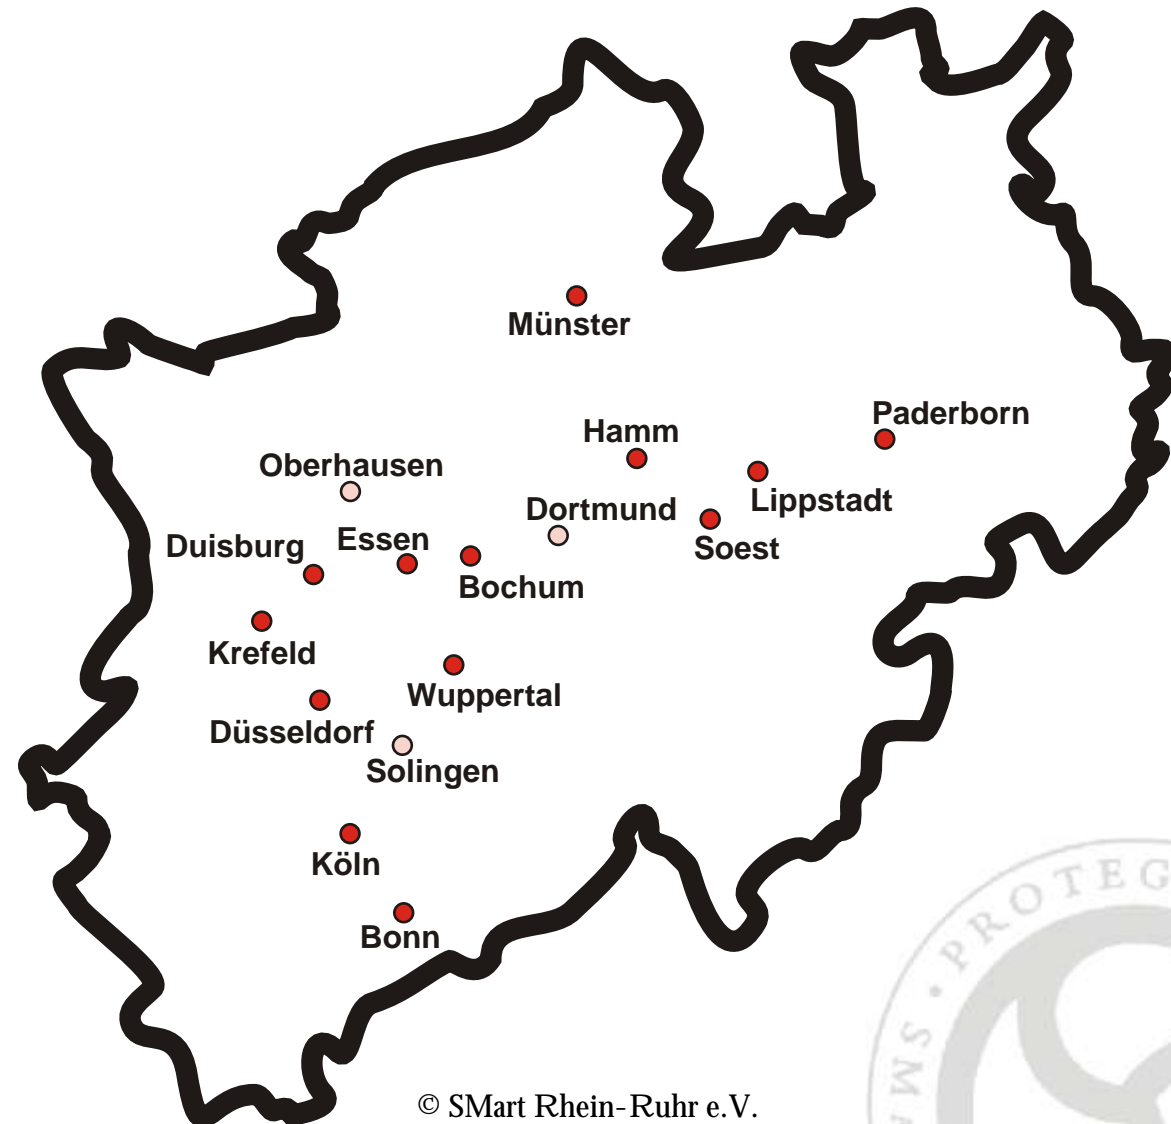 Münster
Paderborn
Hamm
Oberhausen
Lippstadt
Dortmund
Essen
Duisburg
Soest
Bochum
Krefeld
Wuppertal
Düsseldorf
Solingen
Köln
Bonn
SM · PROTEG
© SMart Rhein-Ruhr e.V.